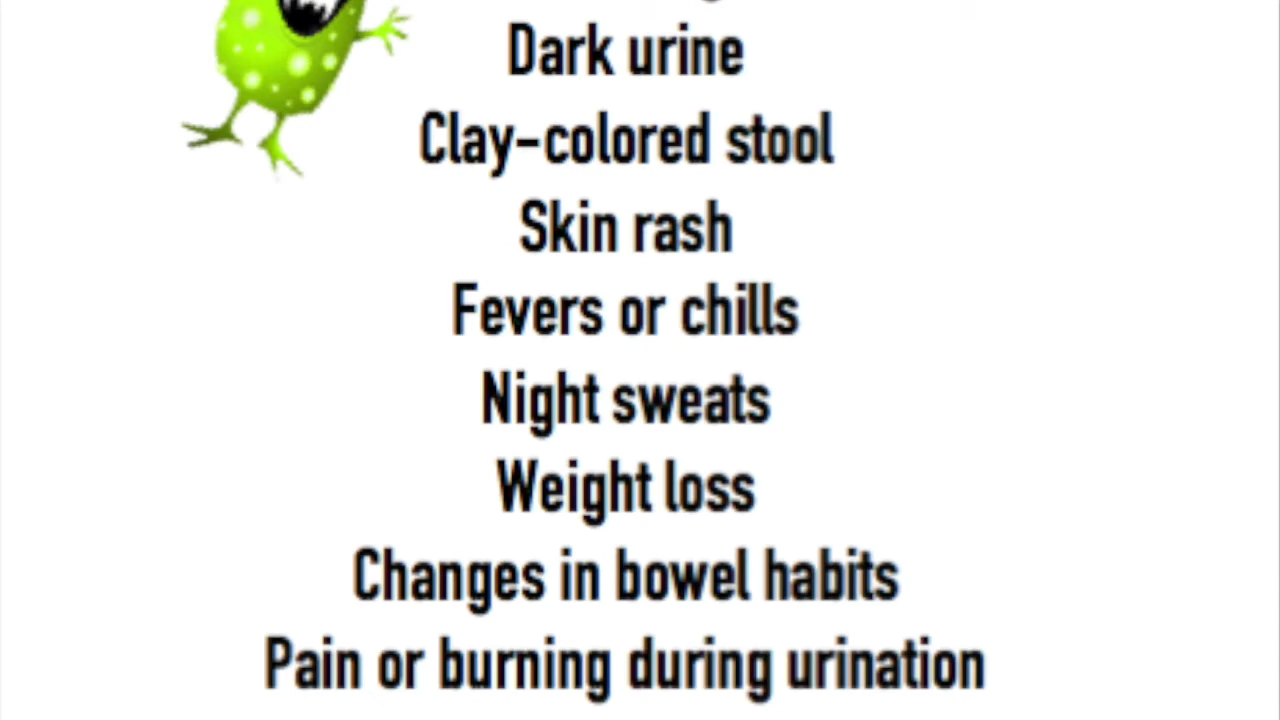 Dark urine
Clay-colored stool
Skin rash
Fevers or chills
Night sweats
Weight loss
Changes in bowel habits
Pain or burning during urination